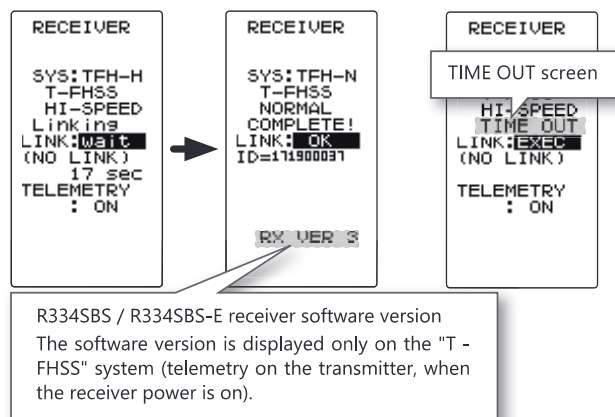 RECEIVER
SYS:TFH-H
T-FHSS
HI-SPEED
Linking
LINK:wait
(NO LINK)
17 sec
TELEMETRY
: ON
RECEIVER
SYS:TFH-N
T-FHSS
NORMAL
COMPLETE!
LINK: OK
ID=171900031
RX VER 3
RECEIVER
TIME OUT screen
HI-SPEED
TIME OUT
LINK:EXEC
(NO LINK)
TELEMETRY
: ON
R334SBS / R334SBS-E receiver software version
The software version is displayed only on the "T -
FHSS" system (telemetry on the transmitter, when
the receiver power is on).